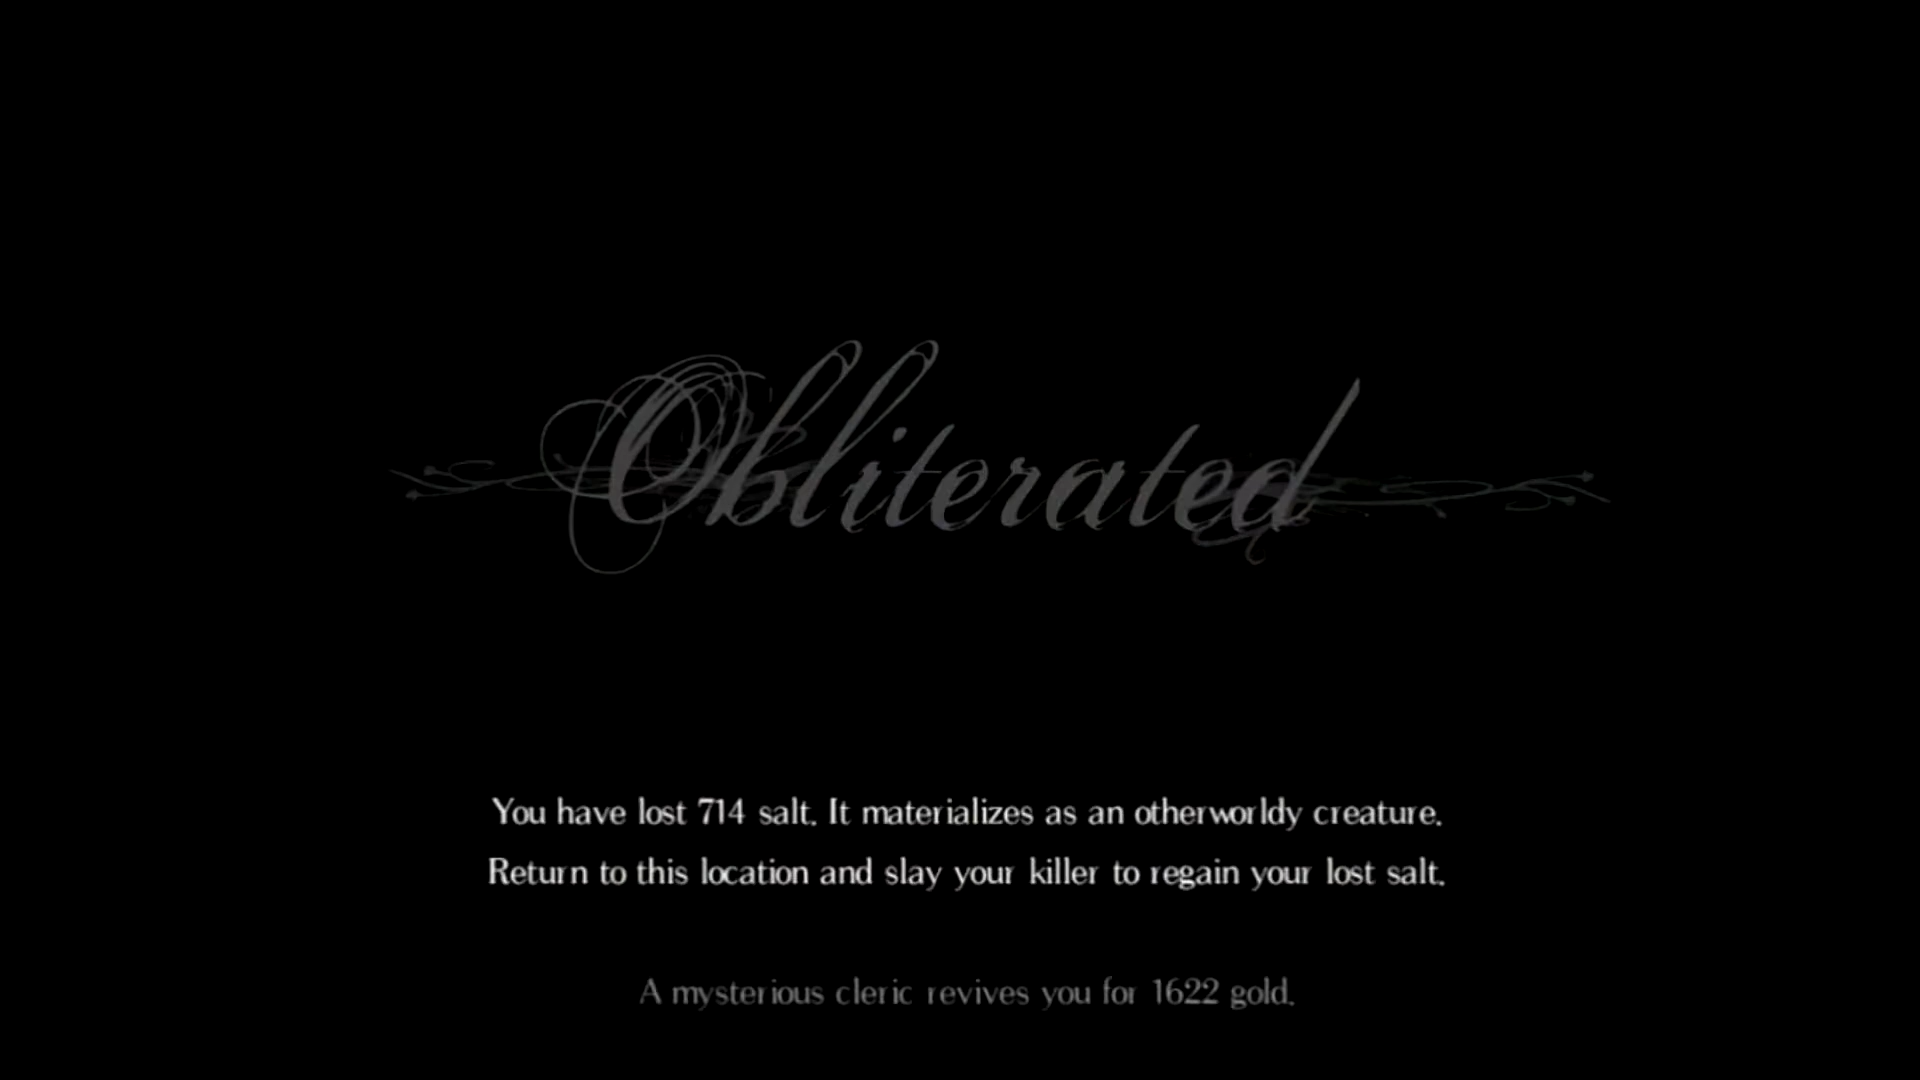 Obliterated
You have lost 714 salt. It materializes as an otherworldy creature.
Return to this location and slay your killer to regain your lost salt.
A mysterious cleric revives you for 1622 gold.